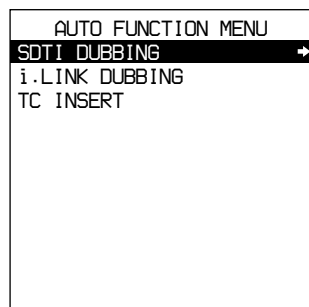 AUTO FUNCTION MENU
SDTI DUBBING
i.LINK DUBBING
TC INSERT